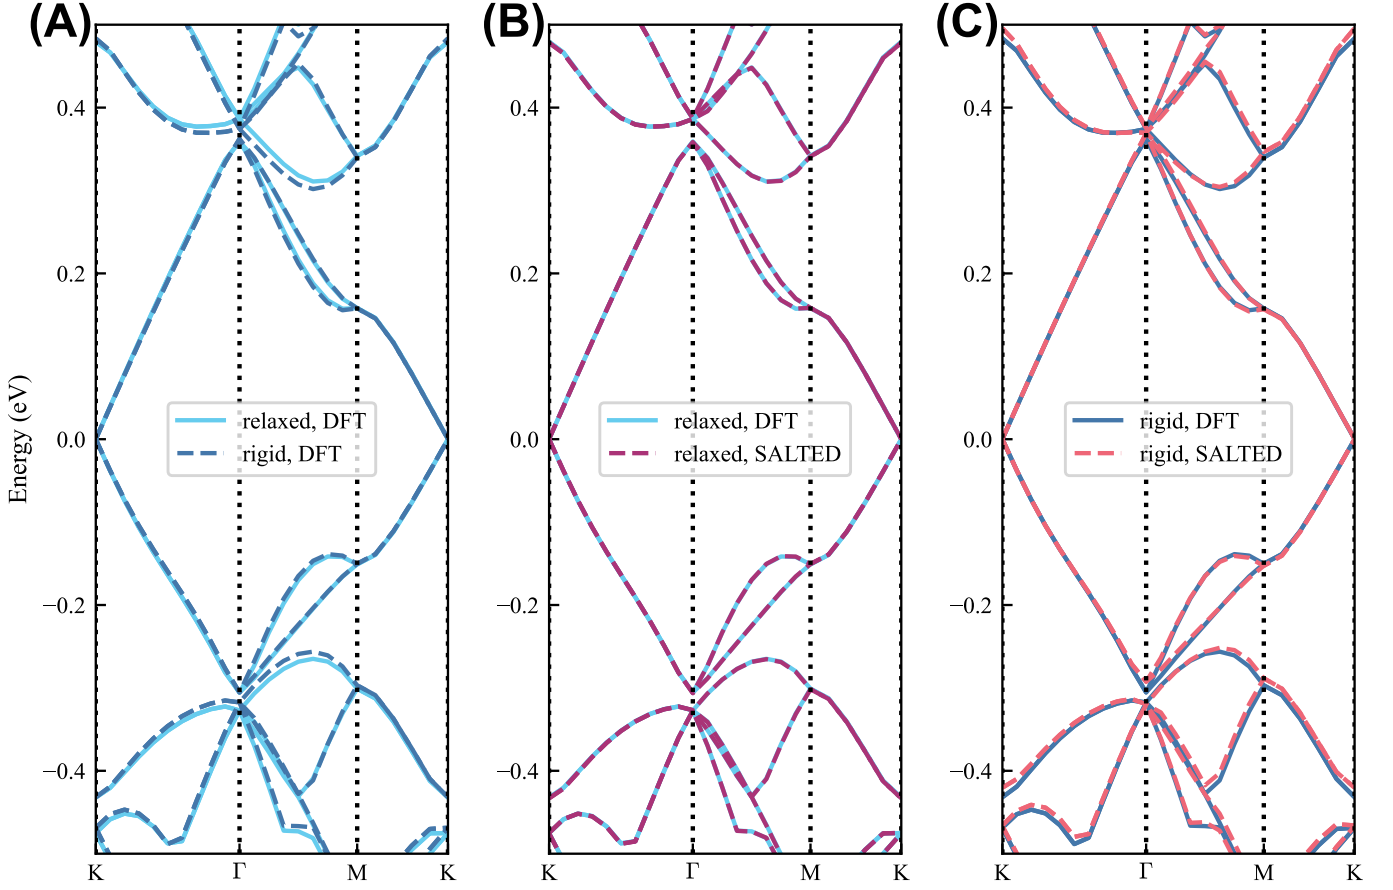 (A)
(B)
(C)
Energy (eV)
0.4
0.2
0.0
−0.2
−0.4
relaxed, DFT
rigid, DFT
K
Γ
M
K
0.4
0.2
0.0
−0.2
−0.4
relaxed, DFT
relaxed, SALTED
K
Γ
M
K
0.4
0.2
0.0
−0.2
−0.4
rigid, DFT
rigid, SALTED
K
Γ
M
K